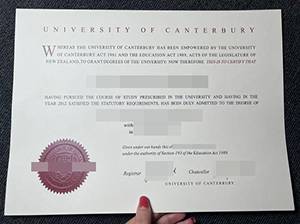 UNIVERSITY OF CANTERBURY
WHEREAS THE UNIVERSITY OF CANTERBURY HAS BEEN EMPOWERED BY THE UNIVERSITY
OF CANTERBURY ACT 1961 AND THE EDUCATION ACT 1989, ACTS OF THE LEGISLATURE OF
NEW ZEALAND, TO GRANT DEGREES OF THE UNIVERSITY, NOW THEREFORE THIS IS TO CERTIFY THAT
HAVING PURSUED THE COURSE OF STUDY PRESCRIBED IN THE UNIVERSITY AND HAVING IN
YEAR 2012 SATISFIED THE STATUTORY REQUIREMENTS, HAS BEEN DULY ADMITTED TO THE DEGREE OF
with
Given under our hands this
under the authority of Section 193 of the Education Act 1989.
Registrar Chancellor
UNIVERSITY OF CANTERBURY